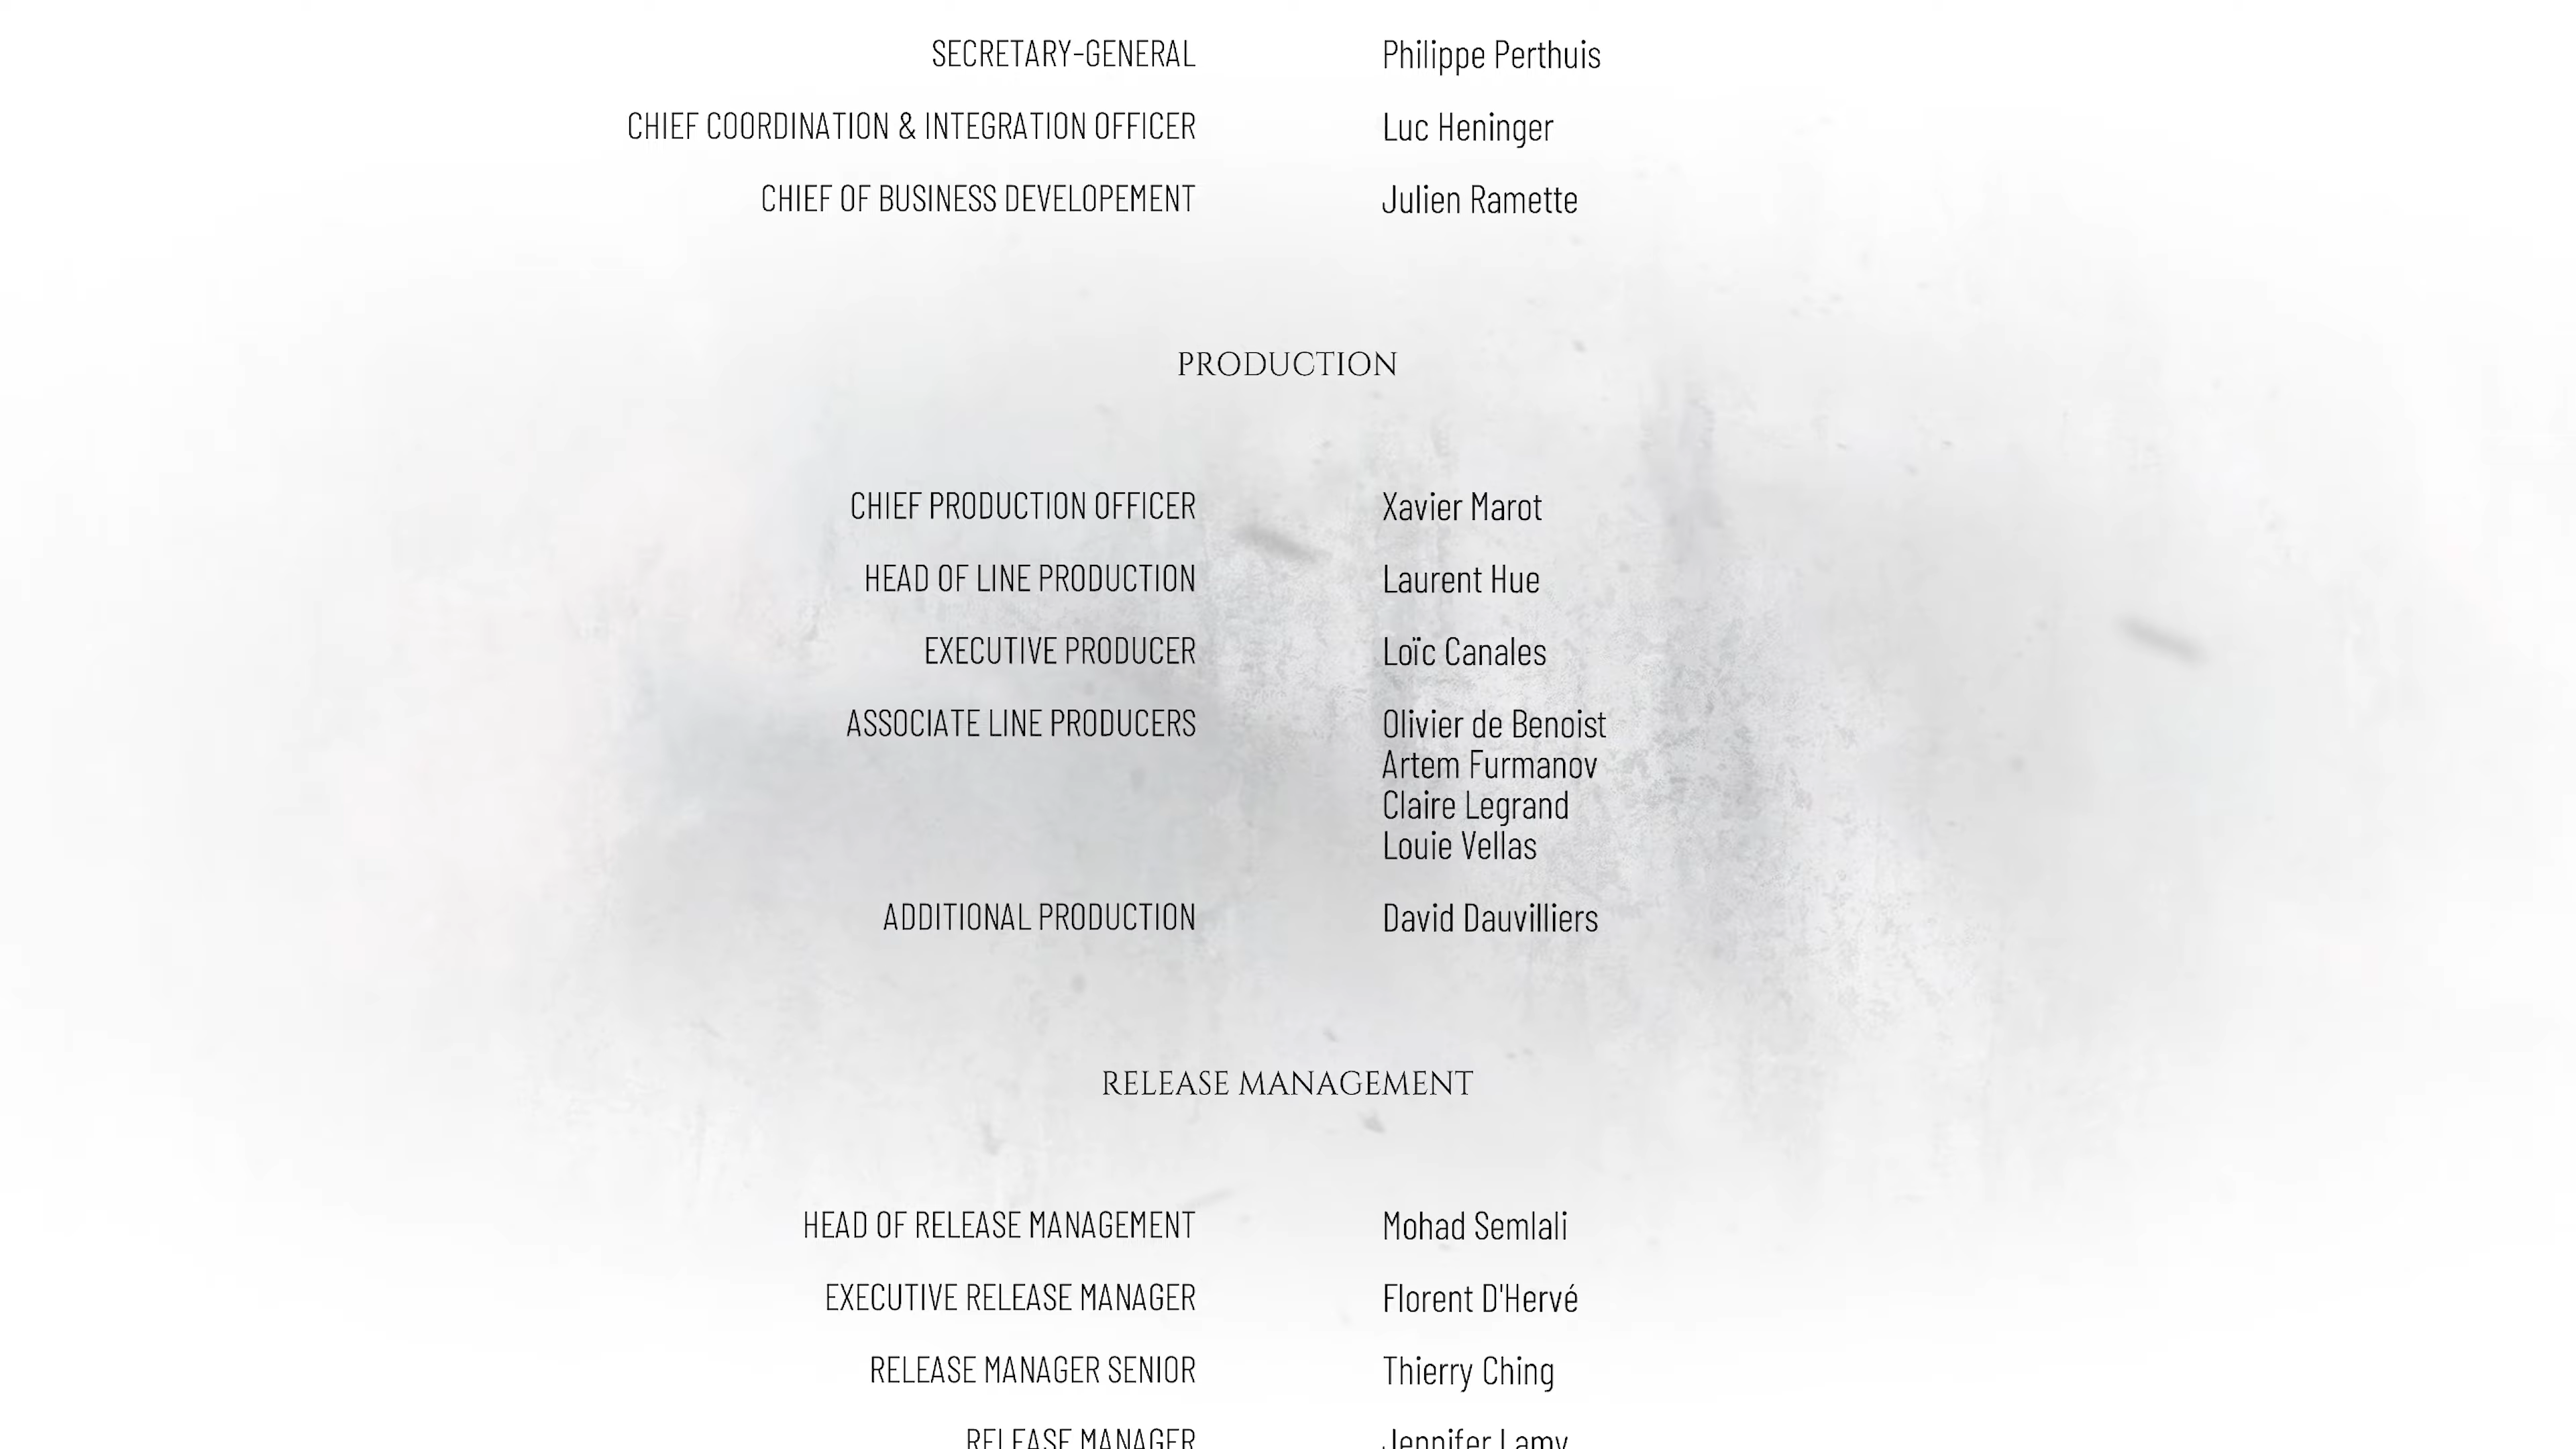 SECRETARY-GENERAL Philippe Perthuis
CHIEF COORDINATION & INTEGRATION OFFICER Luc Heninger
CHIEF OF BUSINESS DEVELOPEMENT Julien Ramette
PRODUCTION
CHIEF PRODUCTION OFFICER Xavier Marot
HEAD OF LINE PRODUCTION Laurent Hue
EXECUTIVE PRODUCER Loïc Canales
ASSOCIATE LINE PRODUCERS Olivier de Benoist
Artem Furmanov
Claire Legrand
Louie Vellas
ADDITIONAL PRODUCTION David Dauvilliers
RELEASE MANAGEMENT
HEAD OF RELEASE MANAGEMENT Mohad Semlali
EXECUTIVE RELEASE MANAGER Florent D'Hervé
RELEASE MANAGER SENIOR Thierry Ching
RELEASE MANAGER Jennifer Lamy